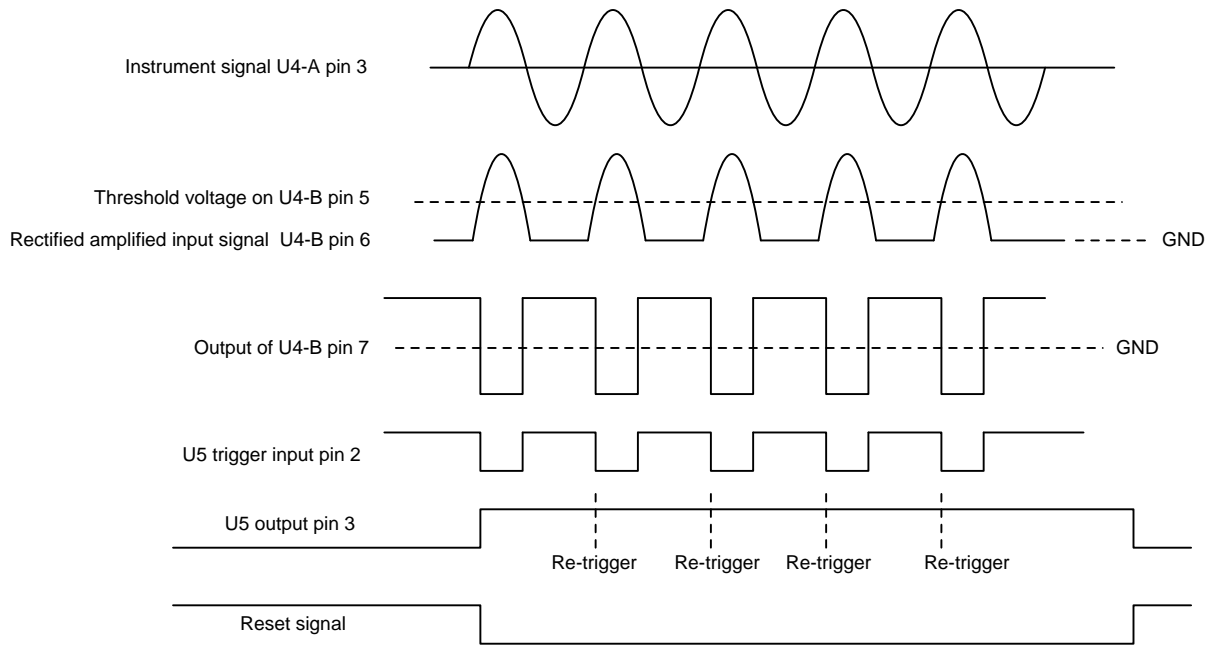 Instrument signal U4-A pin 3
Threshold voltage on U4-B pin 5
Rectified amplified input signal U4-B pin 6
GND
Output of U4-B pin 7
GND
U5 trigger input pin 2
U5 output pin 3
Re-trigger Re-trigger Re-trigger Re-trigger
Reset signal